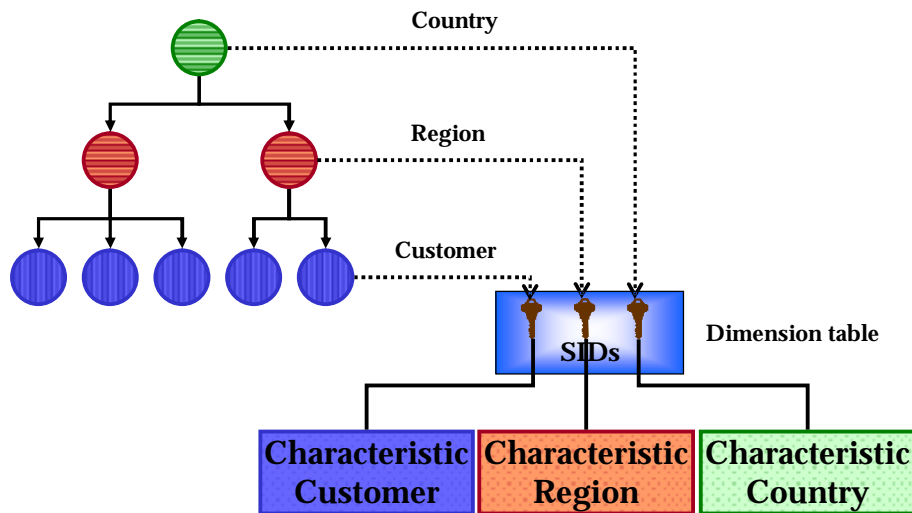 Country
Region
Customer
SIDs
Dimension table
Characteristic
Customer
Characteristic
Region
Characteristic
Country